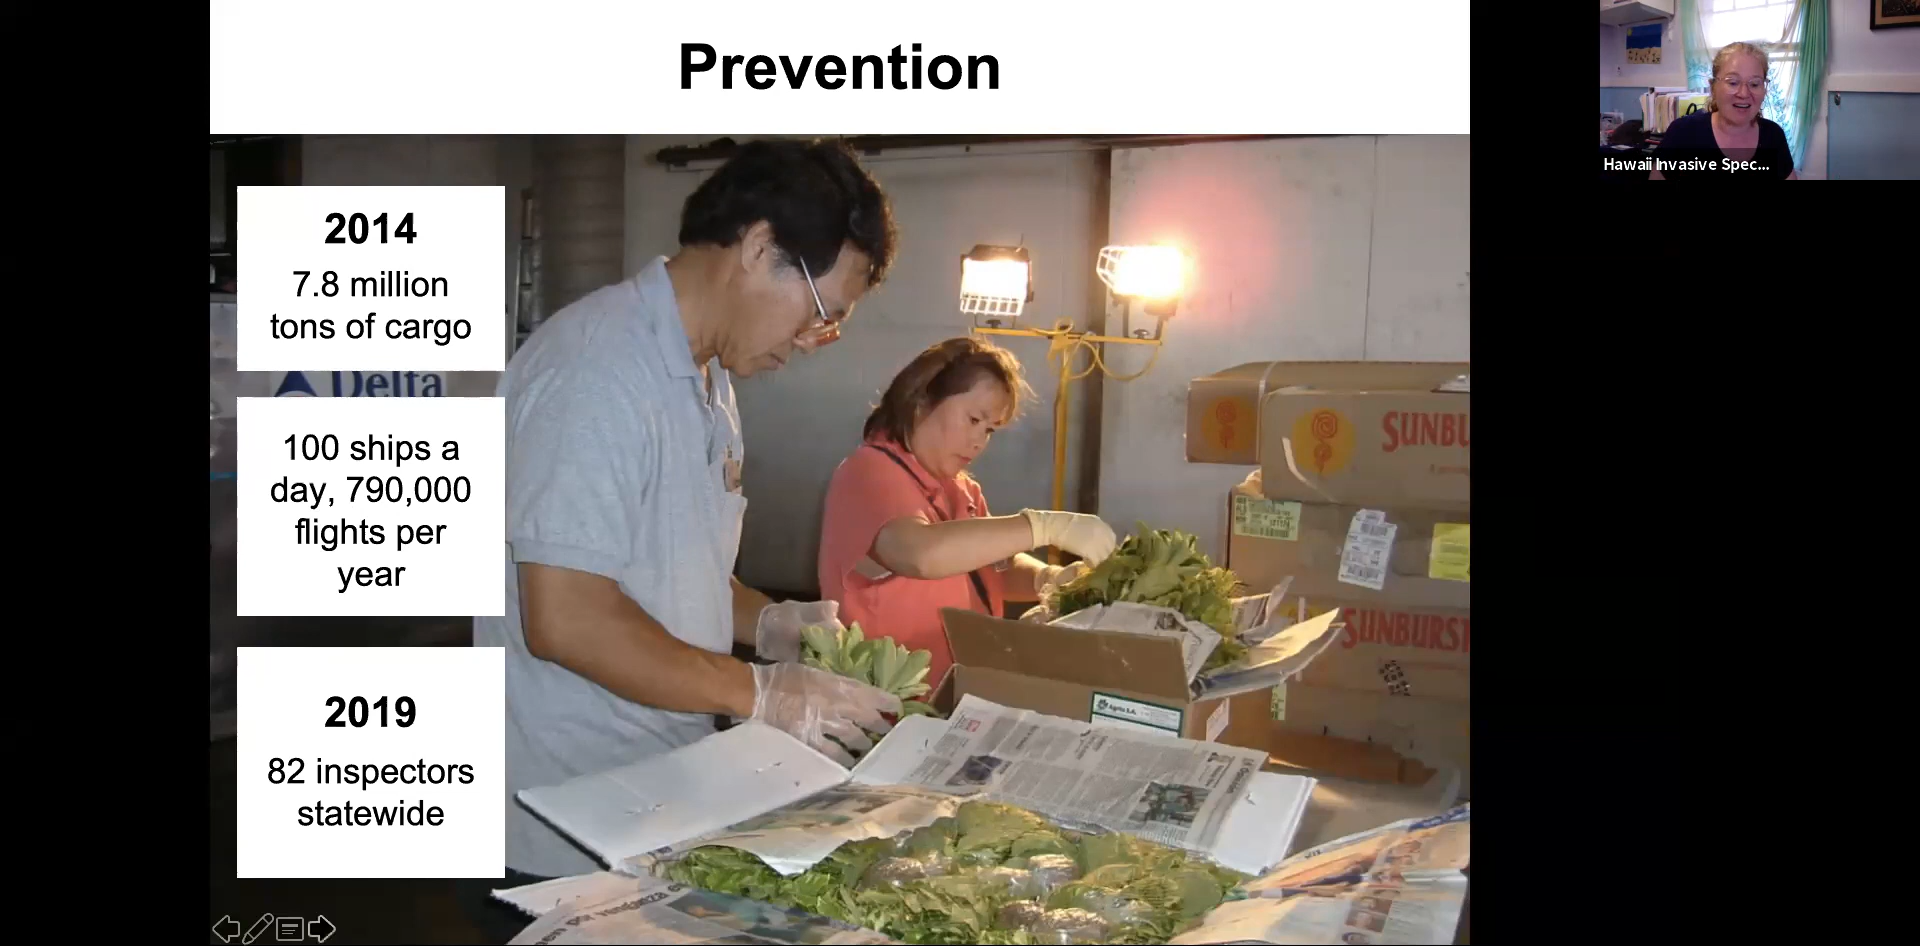 Prevention
2014
7.8 million
tons of cargo
Delta
100 ships a
day, 790,000
flights per
year
2019
82 inspectors
statewide
SUNBU
SUNBURST
Hawaii Invasive Spec...